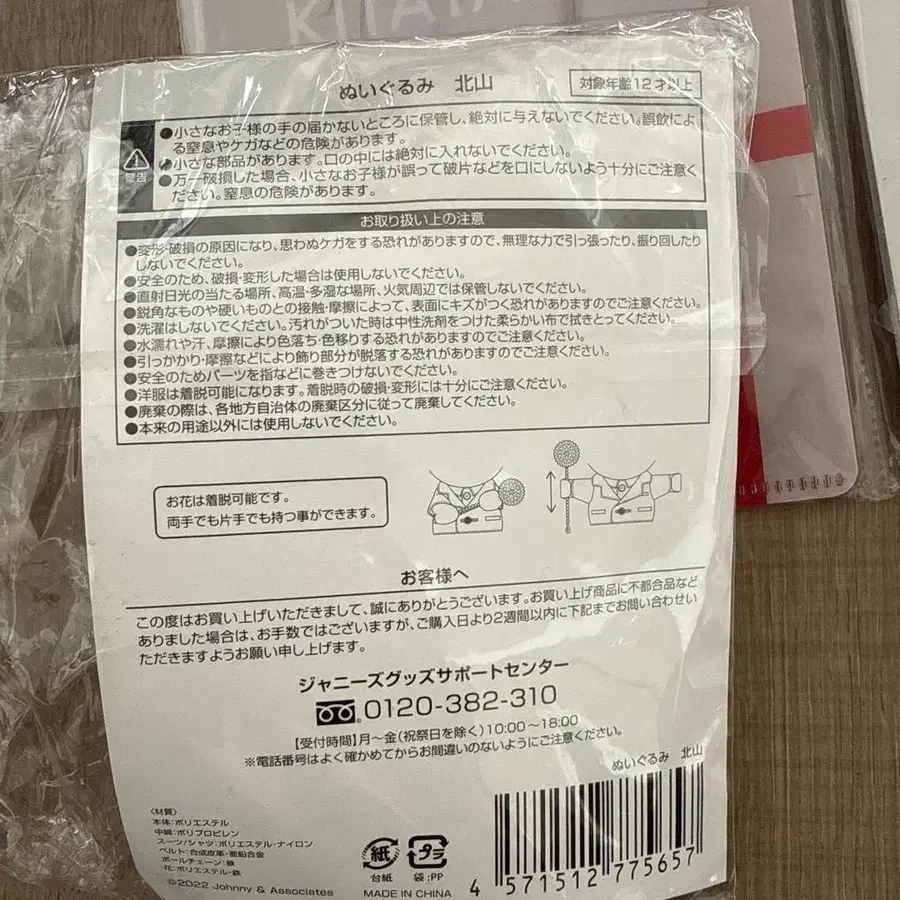 KITAYA
ぬいぐるみ 北山
対象年齢12才以上
警告
●小さなお子様の手の届かないところに保管し、絶対に与えないでください。誤飲によ
る窒息やケガなどの危険があります。
●小さな部品があります。口の中には絶対に入れないでください。
●万一破損した場合、小さなお子様が誤って破片などを口にしないよう十分にご注意く
ださい。窒息の危険があります。
お取り扱い上の注意
●変形・破損の原因になり、思わぬケガをする恐れがありますので、無理な力で引っ張ったり、振り回したり
しないでください。
●安全のため、破損・変形した場合は使用しないでください。
●直射日光の当たる場所、高温・多湿な場所、火気周辺では保管しないでください。
●鋭角なものや硬いものとの接触・摩擦によって、表面にキズがつく恐れがありますのでご注意ください。
●洗濯はしないでください。汚れがついた時は中性洗剤をつけた柔らかい布で拭きとってください。
●水濡れや汗、摩擦により色落ち・色移りする恐れがありますのでご注意ください。
●引っかかり・摩擦などにより飾り部分が脱落する恐れがありますのでご注意ください。
●安全のためパーツを指などに巻きつけないでください。
●洋服は着脱可能になります。着脱時の破損・変形には十分にご注意ください。
●廃棄の際は、各地方自治体の廃棄区分に従って廃棄してください。
●本来の用途以外には使用しないでください。
お花は着脱可能です。
両手でも片手でも持つ事ができます。
お客様へ
この度はお買い上げいただきまして、誠にありがとうございます。お買い上げ商品に不都合品など
ありました場合は、お手数ではございますが、ご購入日より2週間以内に下記までお問い合わせい
ただきますようお願い申し上げます。
ジャニーズグッズサポートセンター
0120-382-310
【受付時間】月～金(祝祭日を除く)10:00～18:00
※電話番号はよく確かめてからお間違いのないようにご注意ください。
ぬいぐるみ 北山
〈材質〉
本体:ポリエステル
中綿:ポリプロピレン
スーツ/シャツ:ポリエステル・ナイロン
ベルト:合成皮革・亜鉛合金
ボールチェーン:鉄
花:ポリエステル・鉄
©2022 Johnny & Associates
紙
台紙
プラ
袋:PP
MADE IN CHINA
4 571512 775657